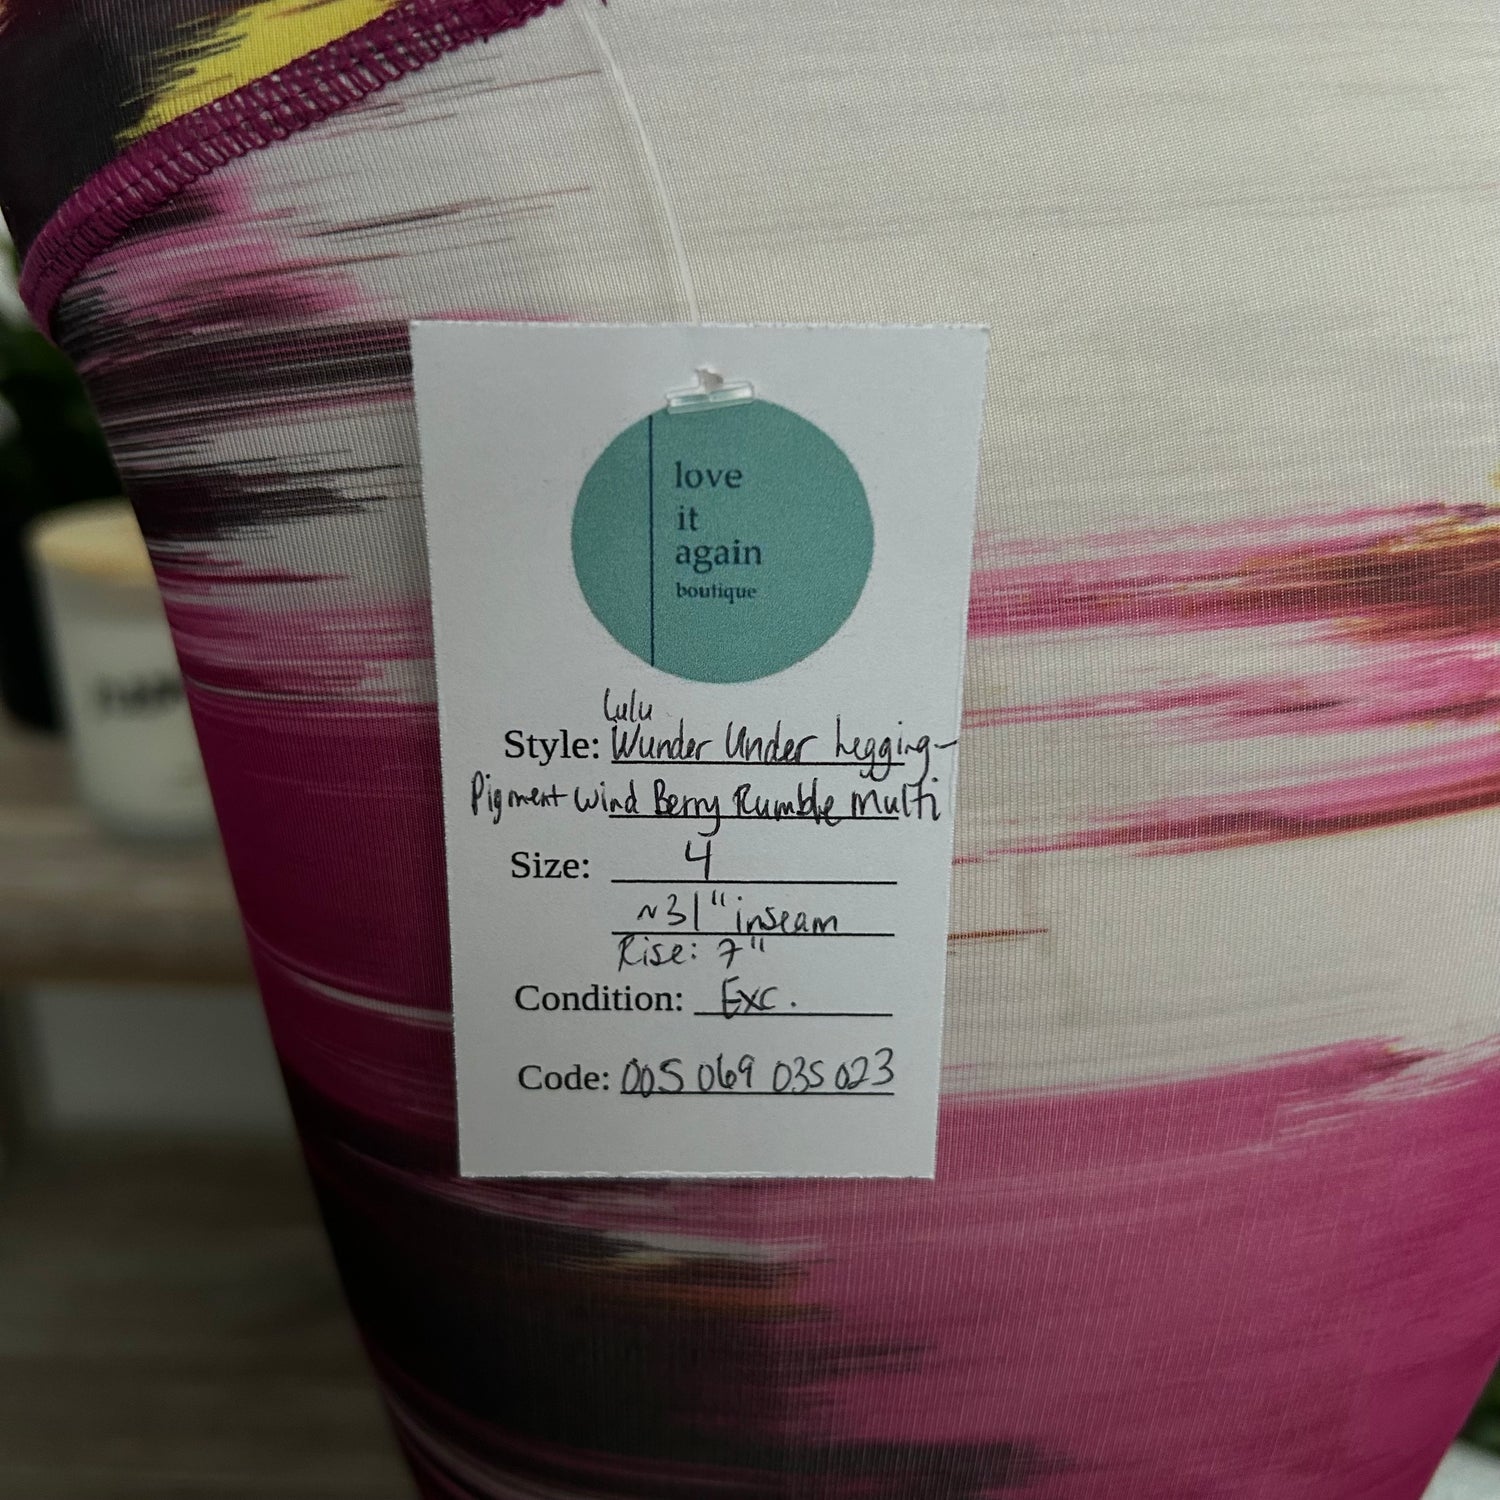 love
it
again
boutique
Lulu
Style: Wunder Under Legging-
Pigment Wind Berry Rumble Multi
Size: 4
~31" inseam
Rise: 7"
Condition: Exc.
Code: 005 069 035 023